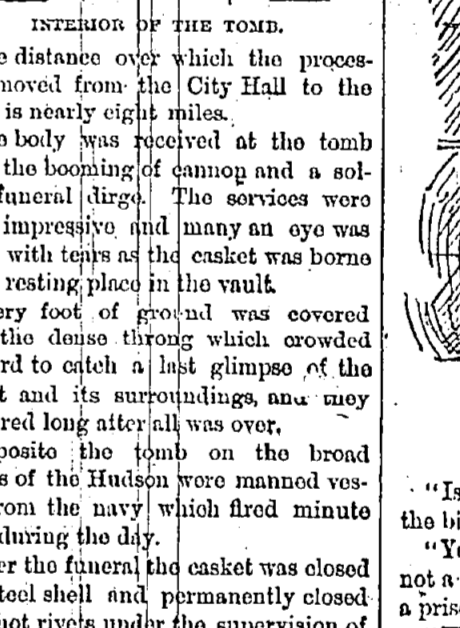 INTERIOR OF THE TOMB.
e distance over which the proces-
moved from the City Hall to the
is nearly eight miles.
e body was received at the tomb
the booming of cannon and a sol-
funeral dirge. The services were
impressive and many an eye was
with tears as the casket was borne
resting place in the vault.
ery foot of ground was covered
the dense throng which crowded
rd to catch a last glimpse of the
t and its surroundings, and they
red long after all was over.
posite the tomb on the broad
s of the Hudson were manned ves-
rom the navy which fired minute
during the day.
er the funeral the casket was closed
teel shell and permanently closed
hot rivets under the supervision of
"Is
the bi
"Yo
not a
a pris